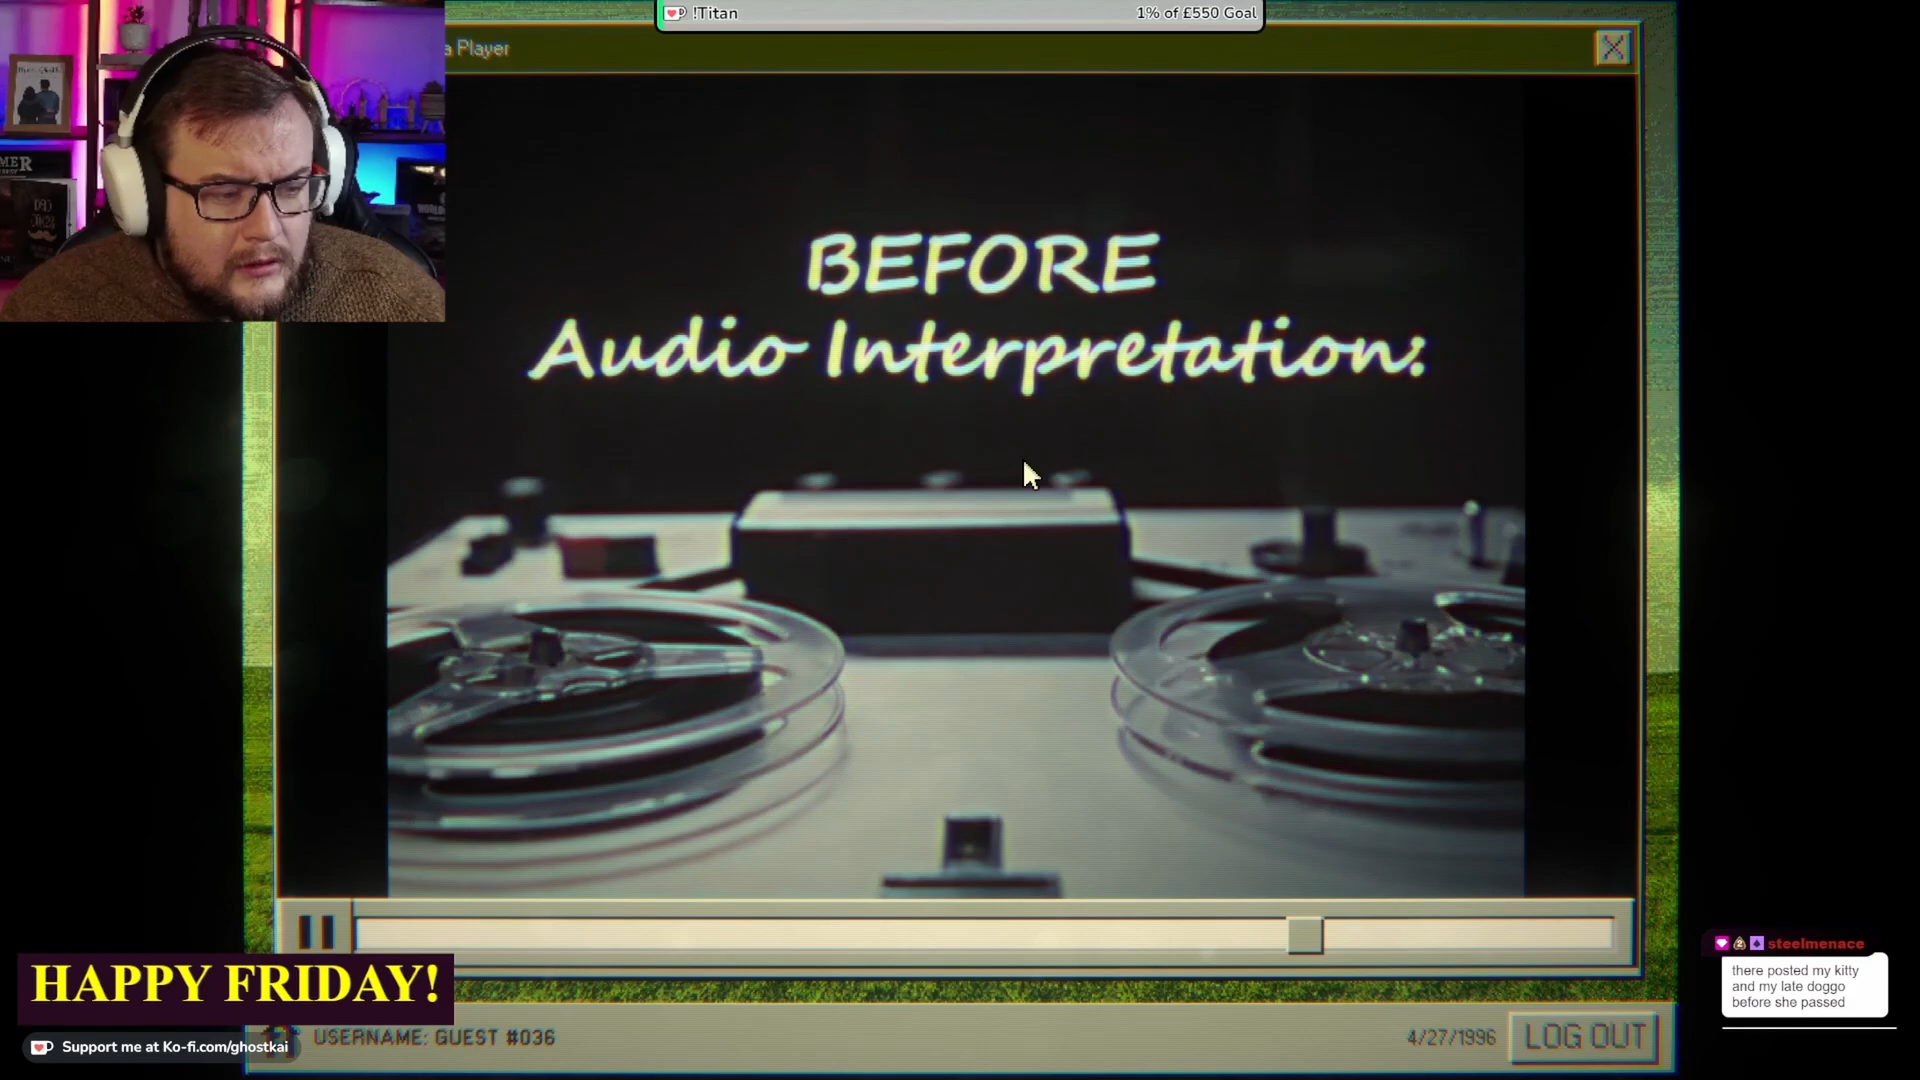 !Titan
1% of £550 Goal
a Player
BEFORE
Audio Interpretation:
HAPPY FRIDAY!
Support me at Ko-fi.com/ghostkai
USERNAME: GUEST #036
4/27/1996
LOG OUT
steelmenace
there posted my kitty
and my late doggo
before she passed